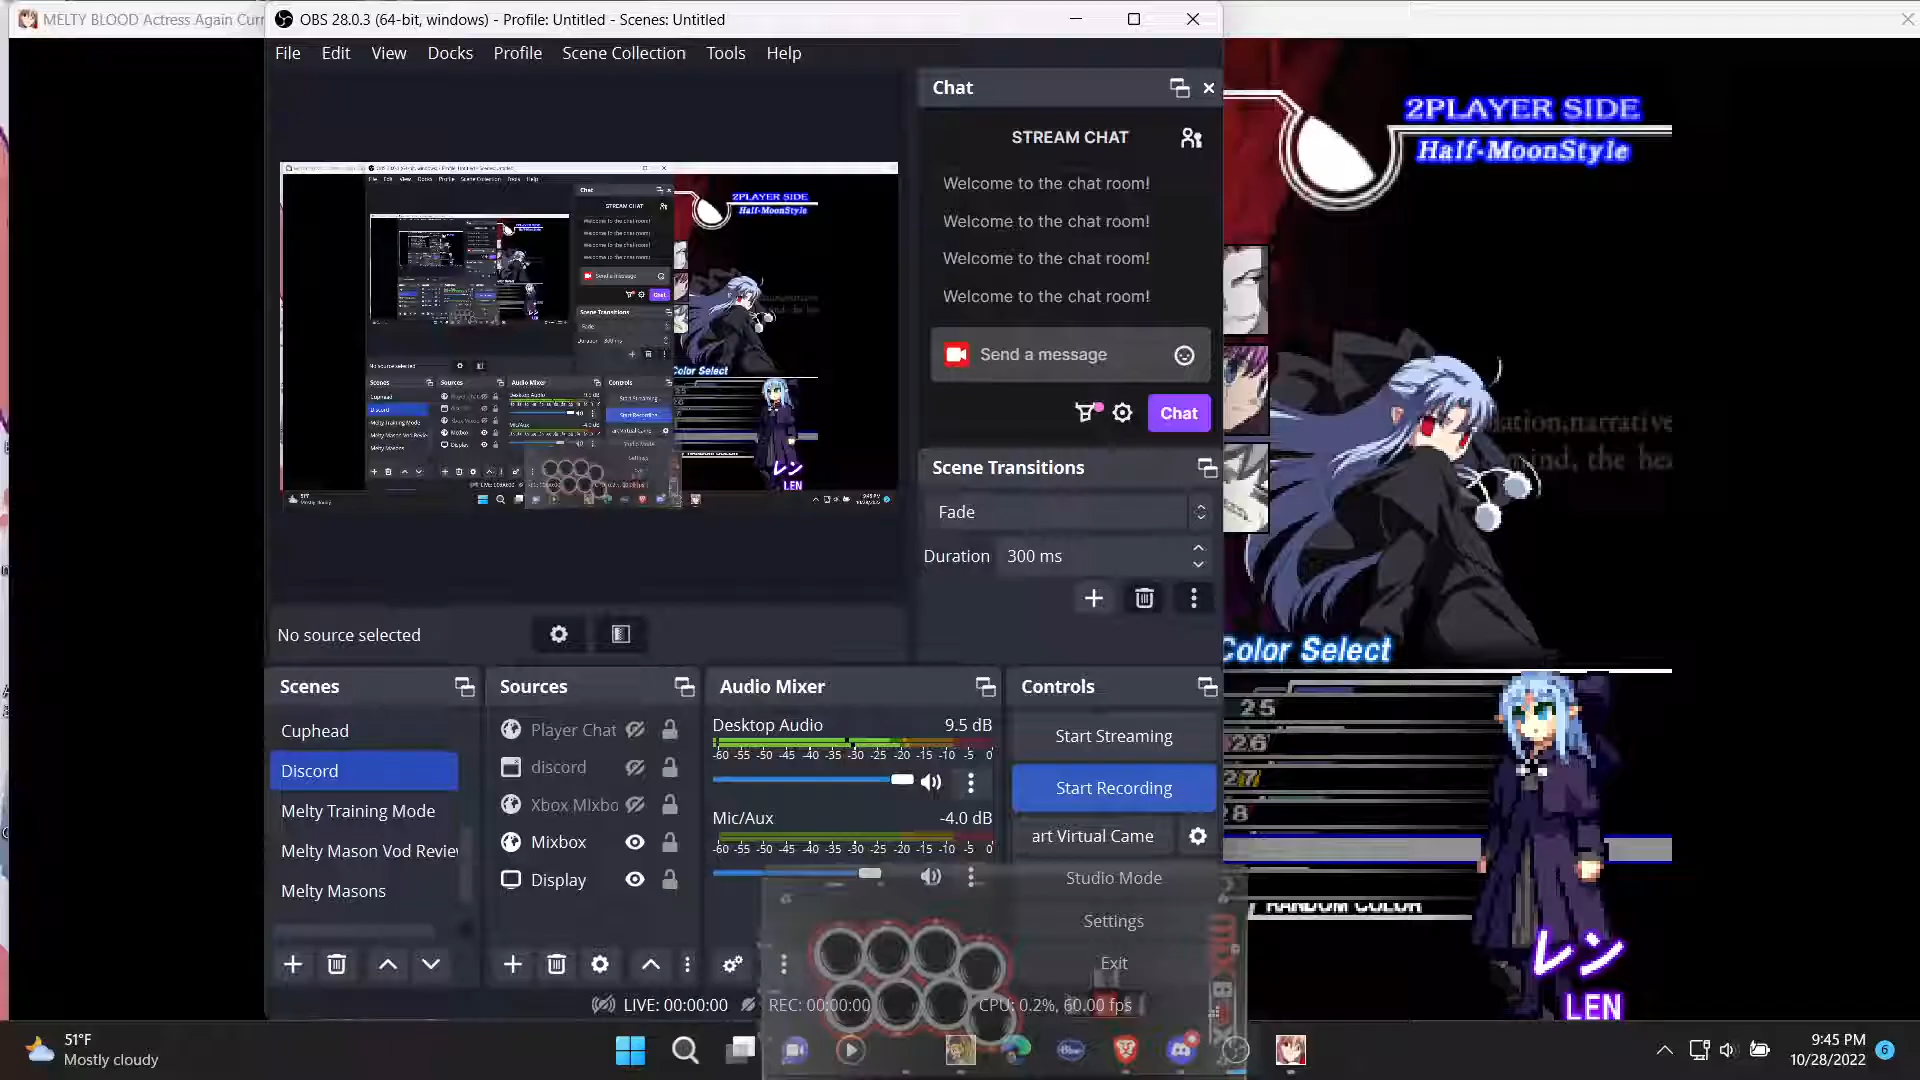 MELTY BLOOD Actress Again Curr
OBS 28.0.3 (64-bit, windows) - Profile: Untitled - Scenes: Untitled
File Edit View Docks Profile Scene Collection Tools Help
Chat
STREAM CHAT
Welcome to the chat room!
Welcome to the chat room!
Welcome to the chat room!
Welcome to the chat room!
Send a message
Chat
Scene Transitions
Fade
Duration 300 ms
No source selected
Scenes
Cuphead
Discord
Melty Training Mode
Melty Mason Vod Review
Melty Masons
Sources
Player Chat
discord
Xbox MIxbo
Mixbox
Display
Audio Mixer
Desktop Audio 9.5 dB
-60 -55 -50 -45 -40 -35 -30 -25 -20 -15 -10 -5 0
Mic/Aux -4.0 dB
-60 -55 -50 -45 -40 -35 -30 -25 -20 -15 -10 -5 0
Controls
Start Streaming
Start Recording
art Virtual Came
Studio Mode
Settings
Exit
LIVE: 00:00:00 REC: 00:00:00 CPU: 0.2%, 60.00 fps
2PLAYER SIDE
Half-MoonStyle
ation,narrative
mind, the hea
Color Select
25
26
27
28
RANDOM COLOR
レン
LEN
51°F
Mostly cloudy
9:45 PM
10/28/2022
6